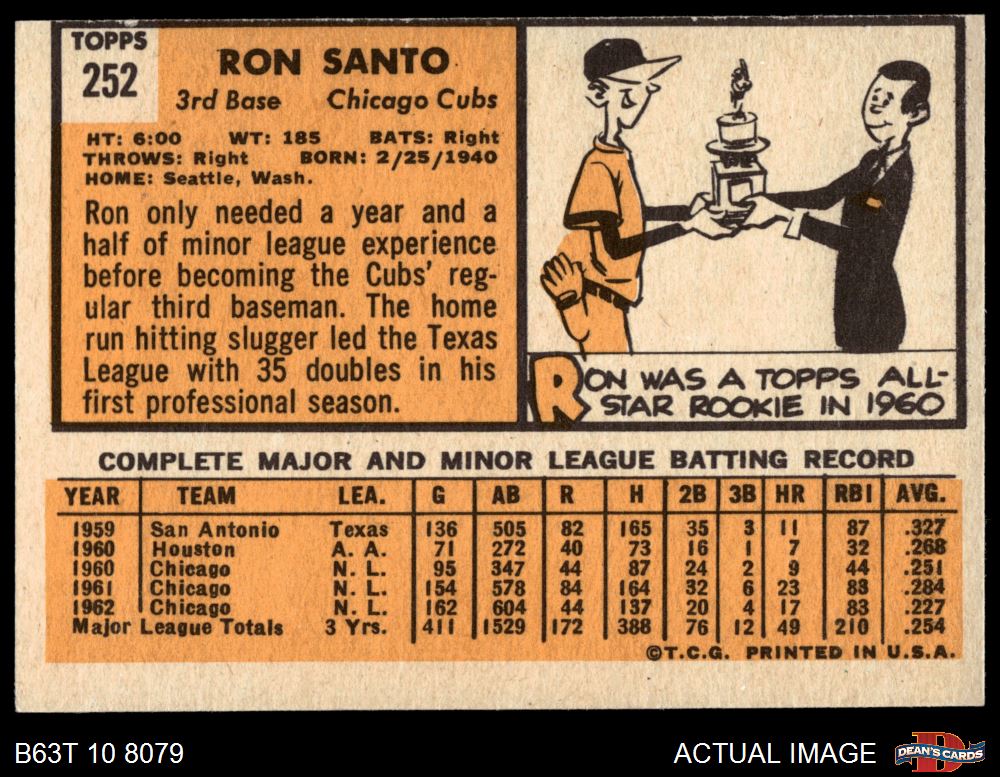 TOPPS
252
RON SANTO
3rd Base Chicago Cubs
HT: 6:00 WT: 185 BATS: Right
THROWS: Right BORN: 2/25/1940
HOME: Seattle, Wash.
Ron only needed a year and a
half of minor league experience
before becoming the Cubs' reg-
ular third baseman. The home
run hitting slugger led the Texas
League with 35 doubles in his
first professional season.
RON WAS A TOPPS ALL-
STAR ROOKIE IN 1960
COMPLETE MAJOR AND MINOR LEAGUE BATTING RECORD
YEAR TEAM LEA. G AB R H 2B 3B HR RBI AVG.
1959 San Antonio Texas 136 505 82 165 35 3 11 87 .327
1960 Houston A. A. 71 272 40 73 16 1 7 32 .268
1960 Chicago N. L. 95 347 44 87 24 2 9 44 .251
1961 Chicago N. L. 154 578 84 164 32 6 23 83 .284
1962 Chicago N. L. 162 604 44 137 20 4 17 83 .227
Major League Totals 3 Yrs. 411 1529 172 388 76 12 49 210 .254
©T.C.G. PRINTED IN U.S.A.
B63T 10 8079
ACTUAL IMAGE
D
DEAN'S CARDS